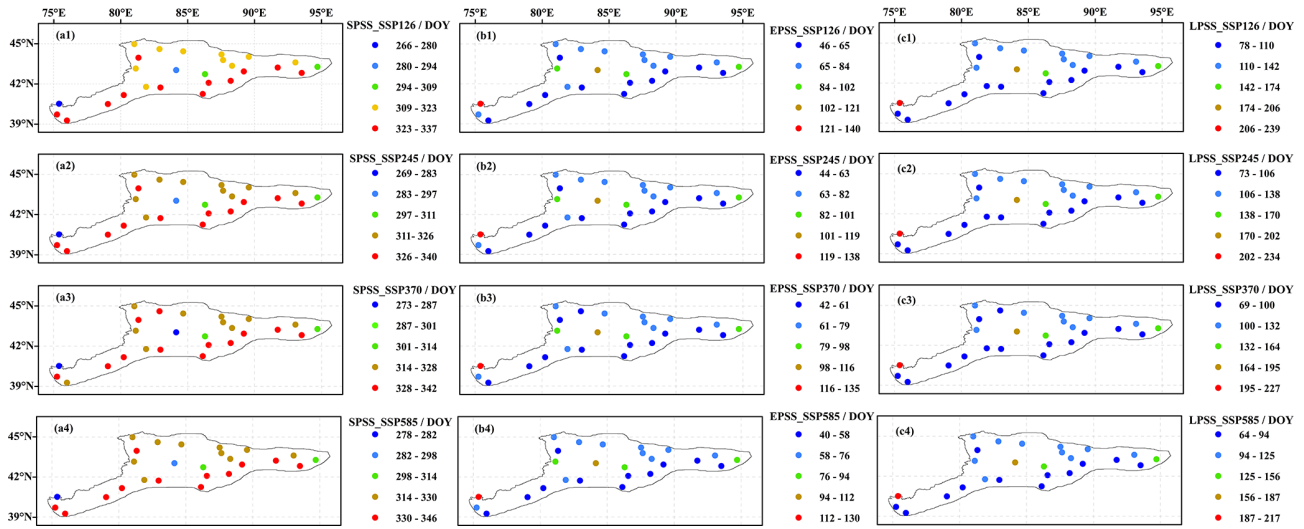 75°E 80°E 85°E 90°E 95°E 75°E 80°E 85°E 90°E 95°E 75°E 80°E 85°E 90°E 95°E
SPSS_SSP126 / DOY
266 - 280
280 - 294
294 - 309
309 - 323
323 - 337
EPSS_SSP126 / DOY
46 - 65
65 - 84
84 - 102
102 - 121
121 - 140
LPSS_SSP126 / DOY
78 - 110
110 - 142
142 - 174
174 - 206
206 - 239
(a1) (b1) (c1)
45°N
42°N
39°N
SPSS_SSP245 / DOY
269 - 283
283 - 297
297 - 311
311 - 326
326 - 340
EPSS_SSP245 / DOY
44 - 63
63 - 82
82 - 101
101 - 119
119 - 138
LPSS_SSP245 / DOY
73 - 106
106 - 138
138 - 170
170 - 202
202 - 234
(a2) (b2) (c2)
45°N
42°N
39°N
SPSS_SSP370 / DOY
273 - 287
287 - 301
301 - 314
314 - 328
328 - 342
EPSS_SSP370 / DOY
42 - 61
61 - 79
79 - 98
98 - 116
116 - 135
LPSS_SSP370 / DOY
69 - 100
100 - 132
132 - 164
164 - 195
195 - 227
(a3) (b3) (c3)
45°N
42°N
39°N
SPSS_SSP585 / DOY
278 - 282
282 - 298
298 - 314
314 - 330
330 - 346
EPSS_SSP585 / DOY
40 - 58
58 - 76
76 - 94
94 - 112
112 - 130
LPSS_SSP585 / DOY
64 - 94
94 - 125
125 - 156
156 - 187
187 - 217
(a4) (b4) (c4)
45°N
42°N
39°N